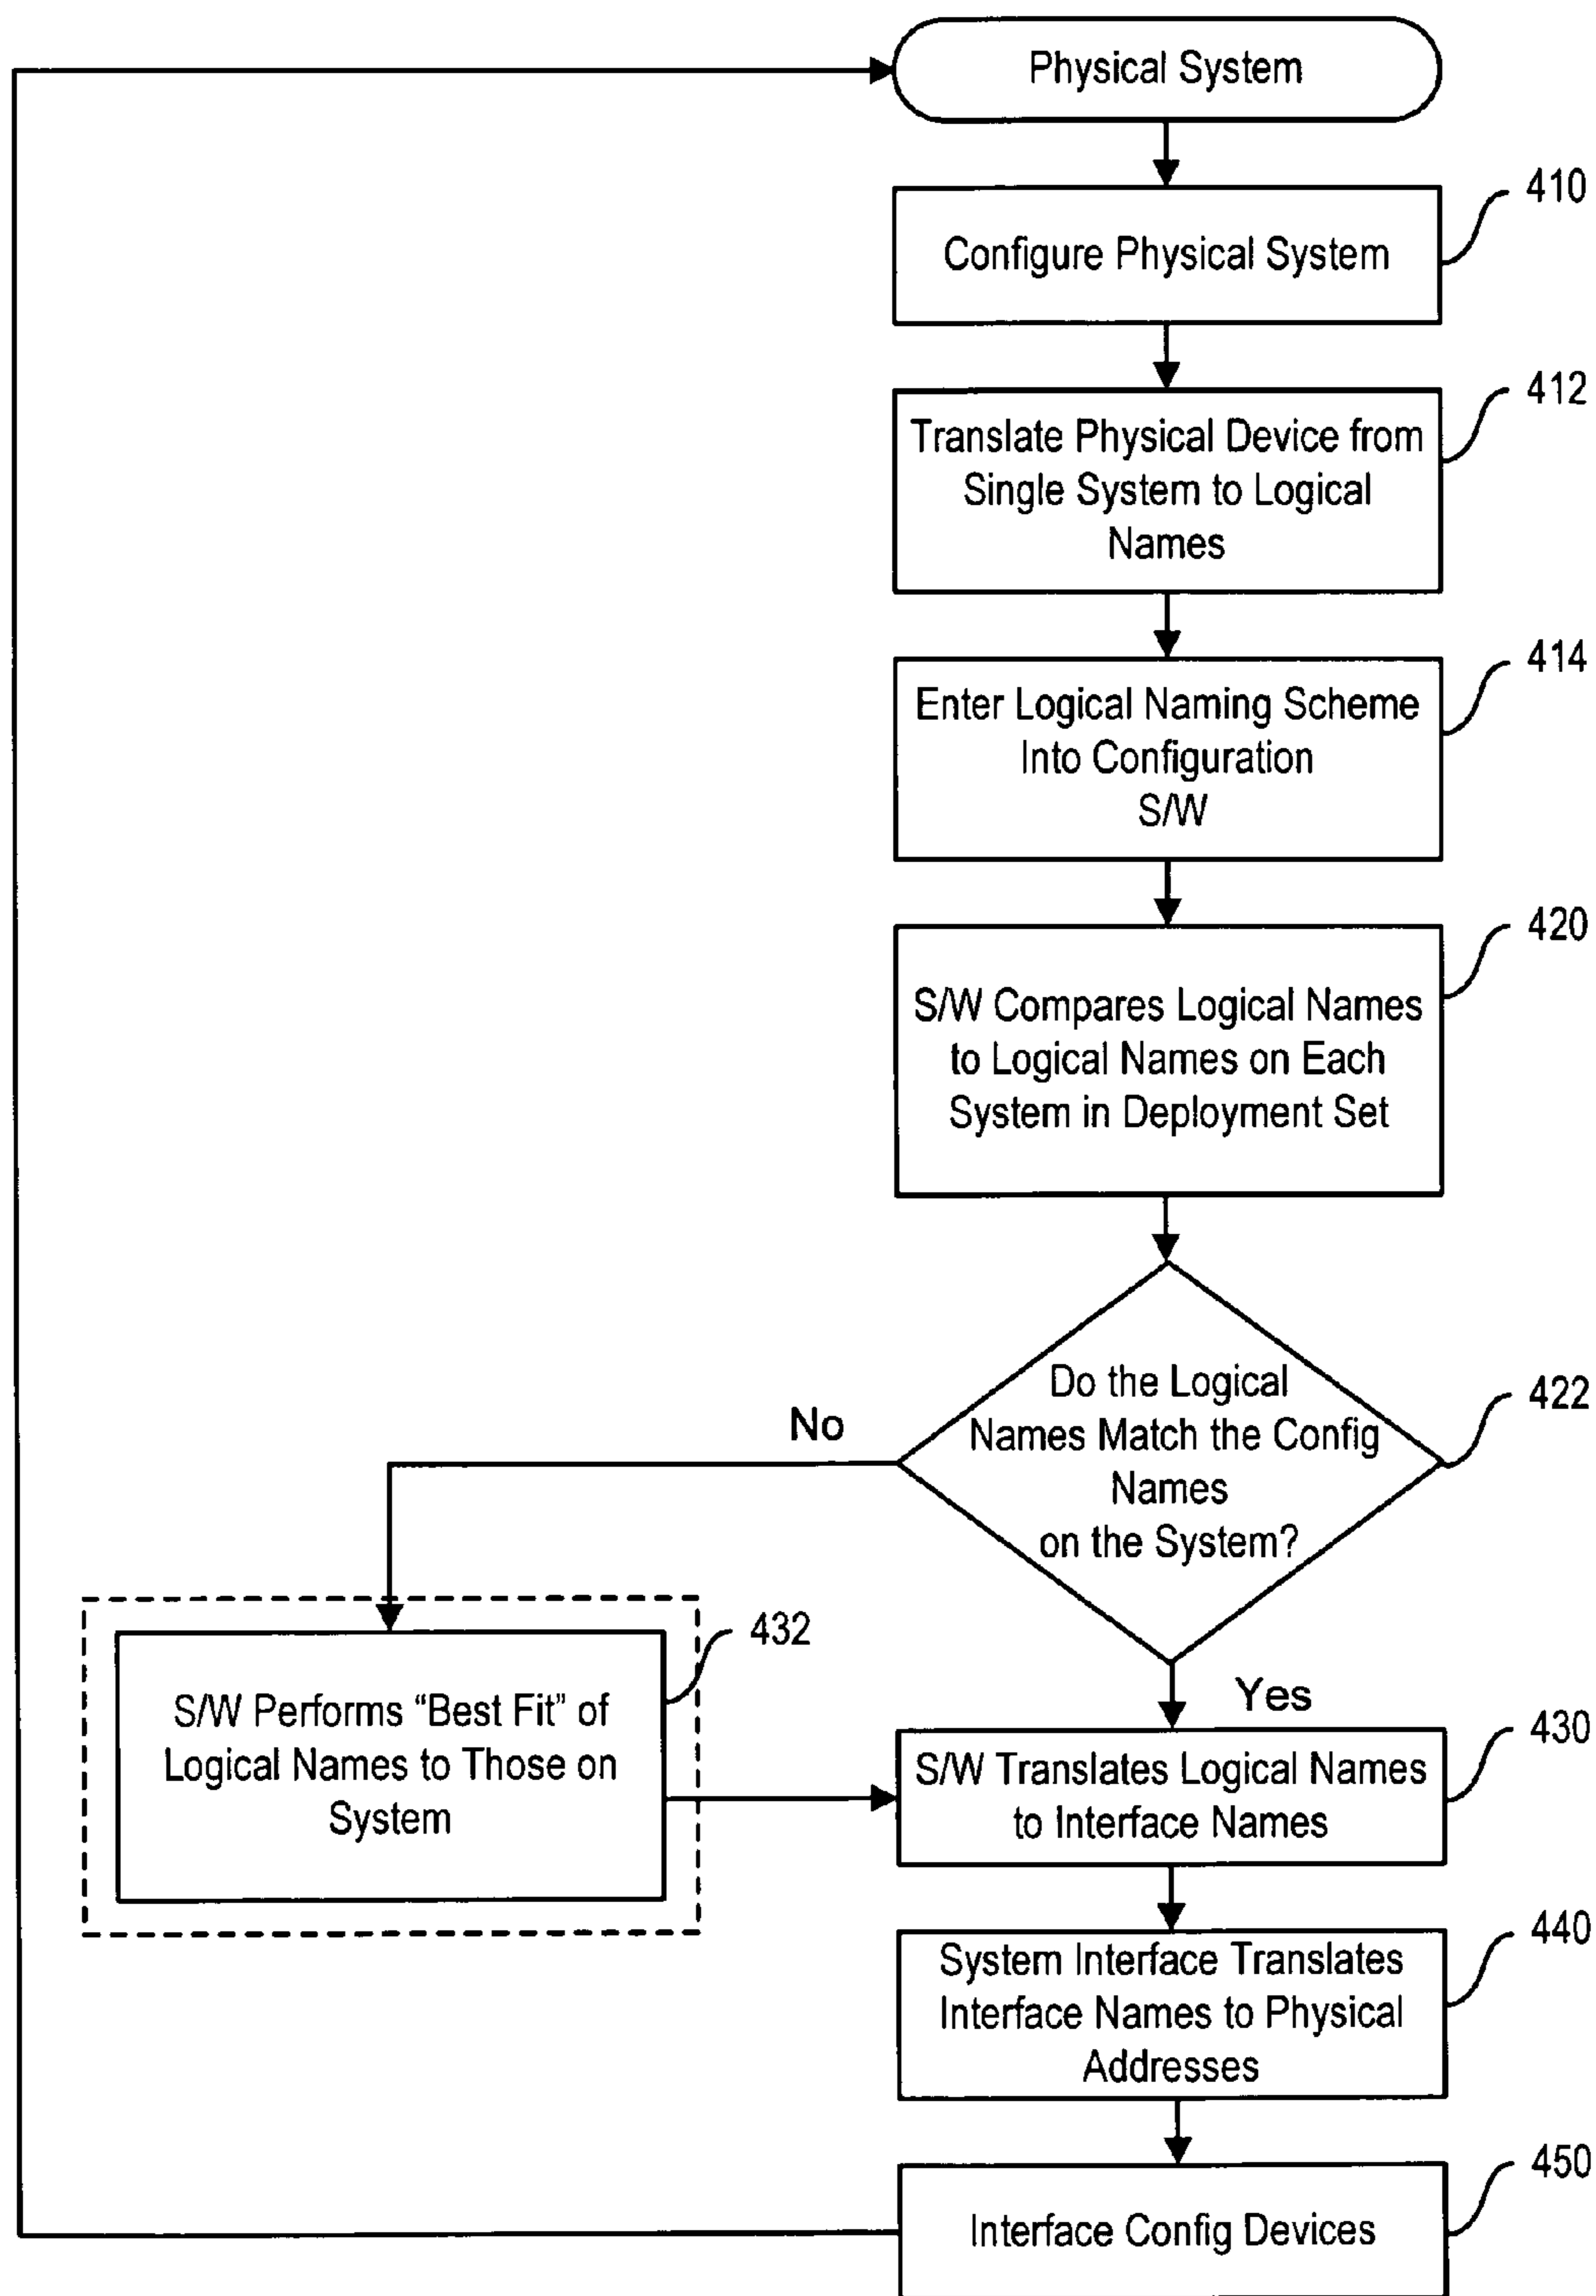 Physical System
410
Configure Physical System
412
Translate Physical Device from
Single System to Logical
Names
414
Enter Logical Naming Scheme
Into Configuration
S/W
420
S/W Compares Logical Names
to Logical Names on Each
System in Deployment Set
422
Do the Logical
Names Match the Config
Names
on the System?
No
Yes
432
S/W Performs “Best Fit” of
Logical Names to Those on
System
430
S/W Translates Logical Names
to Interface Names
440
System Interface Translates
Interface Names to Physical
Addresses
450
Interface Config Devices